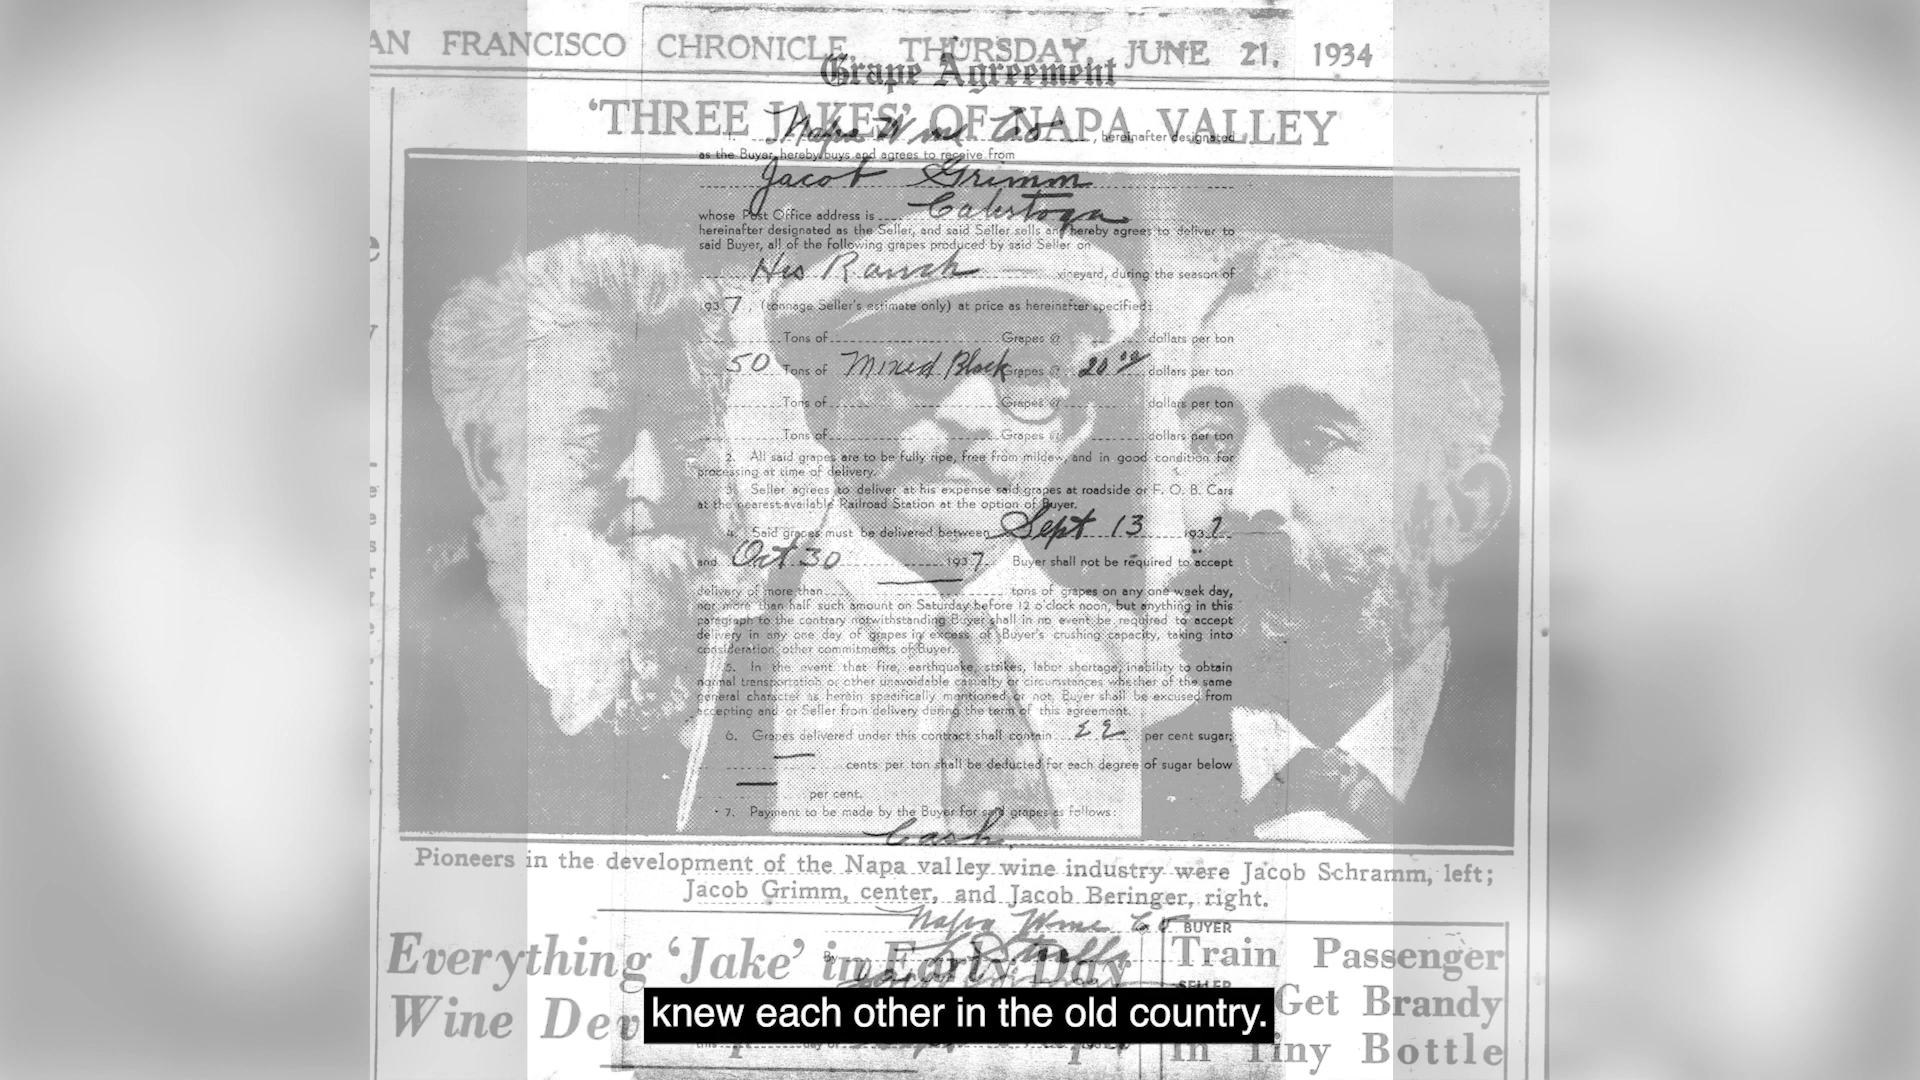 AN FRANCISCO CHRONICLE, THURSDAY, JUNE 21, 1934
Grape Agreement
'THREE JAKES' OF NAPA VALLEY
1. Napa Wine Co, hereinafter designated
as the Buyer, hereby buys and agrees to receive from
Jacob Grimm
whose Post Office address is Calistoga
hereinafter designated as the Seller, and said Seller sells and hereby agrees to deliver to
said Buyer, all of the following grapes produced by said Seller on
His Ranch vineyard, during the season of
1937, (tonnage Seller's estimate only) at price as hereinafter specified:
Tons of Grapes @ dollars per ton
50 Tons of Mixed Black Grapes @ 20.00 dollars per ton
Tons of Grapes @ dollars per ton
Tons of Grapes @ dollars per ton
2. All said grapes are to be fully ripe, free from mildew, and in good condition for
processing at time of delivery.
3. Seller agrees to deliver at his expense said grapes at roadside or F. O. B. Cars
at the nearest available Railroad Station at the option of Buyer.
4. Said grapes must be delivered between Sept 13 1937
and Oct 30 1937. Buyer shall not be required to accept
delivery of more than tons of grapes on any one week day,
nor more than half such amount on Saturday before 12 o'clock noon, but anything in this
paragraph to the contrary notwithstanding Buyer shall in no event be required to accept
delivery in any one day of grapes in excess of Buyer's crushing capacity, taking into
consideration other commitments of Buyer.
5. In the event that fire, earthquake, strikes, labor shortage, inability to obtain
normal transportation or other unavoidable casualty or circumstances whether of the same
general character as herein specifically mentioned or not, Buyer shall be excused from
accepting and or Seller from delivery during the term of this agreement.
6. Grapes delivered under this contract shall contain 22 per cent sugar;
cents per ton shall be deducted for each degree of sugar below
per cent.
7. Payment to be made by the Buyer for said grapes as follows:
Cash.
Pioneers in the development of the Napa valley wine industry were Jacob Schramm, left;
Jacob Grimm, center, and Jacob Beringer, right.
Napa Wine Co BUYER
By
SELLER
Everything 'Jake' in Early Day
Wine Dev
Train Passenger
Get Brandy
In Tiny Bottle
knew each other in the old country.